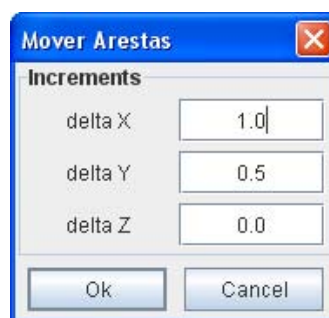 Mover Arestas
Increments
delta X 1.0
delta Y 0.5
delta Z 0.0
Ok Cancel